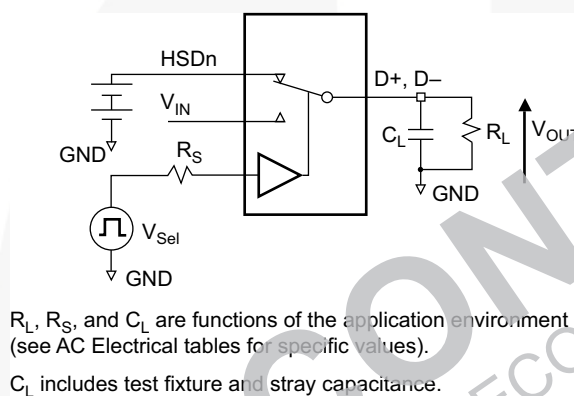 HSDn
D+, D–
V_IN
C_L
R_L
V_OUT
GND
R_S
GND
V_Sel
GND
R_L, R_S, and C_L are functions of the application environment
(see AC Electrical tables for specific values).
C_L includes test fixture and stray capacitance.